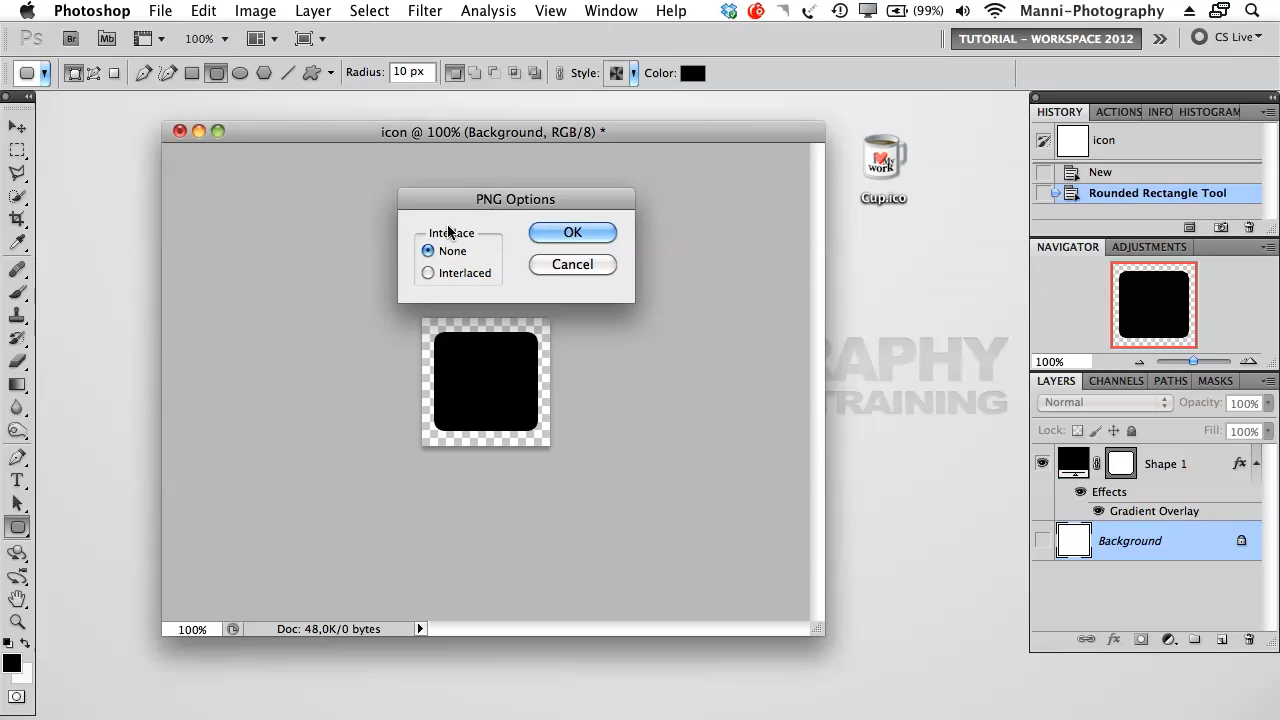 Photoshop File Edit Image Layer Select Filter Analysis View Window Help (99%) Manni-Photography
Ps Br Mb 100% TUTORIAL – WORKSPACE 2012 CS Live
Radius: 10 px Style: Color:
icon @ 100% (Background, RGB/8) *
PNG Options
Interlace
None
Interlaced
OK
Cancel
I My
work
Cup.ico
RAPHY
TRAINING
100% Doc: 48,0K/0 bytes
HISTORY ACTIONS INFO HISTOGRAM
icon
New
Rounded Rectangle Tool
NAVIGATOR ADJUSTMENTS
100%
LAYERS CHANNELS PATHS MASKS
Normal Opacity: 100%
Lock: Fill: 100%
Shape 1 fx
Effects
Gradient Overlay
Background
fx
T